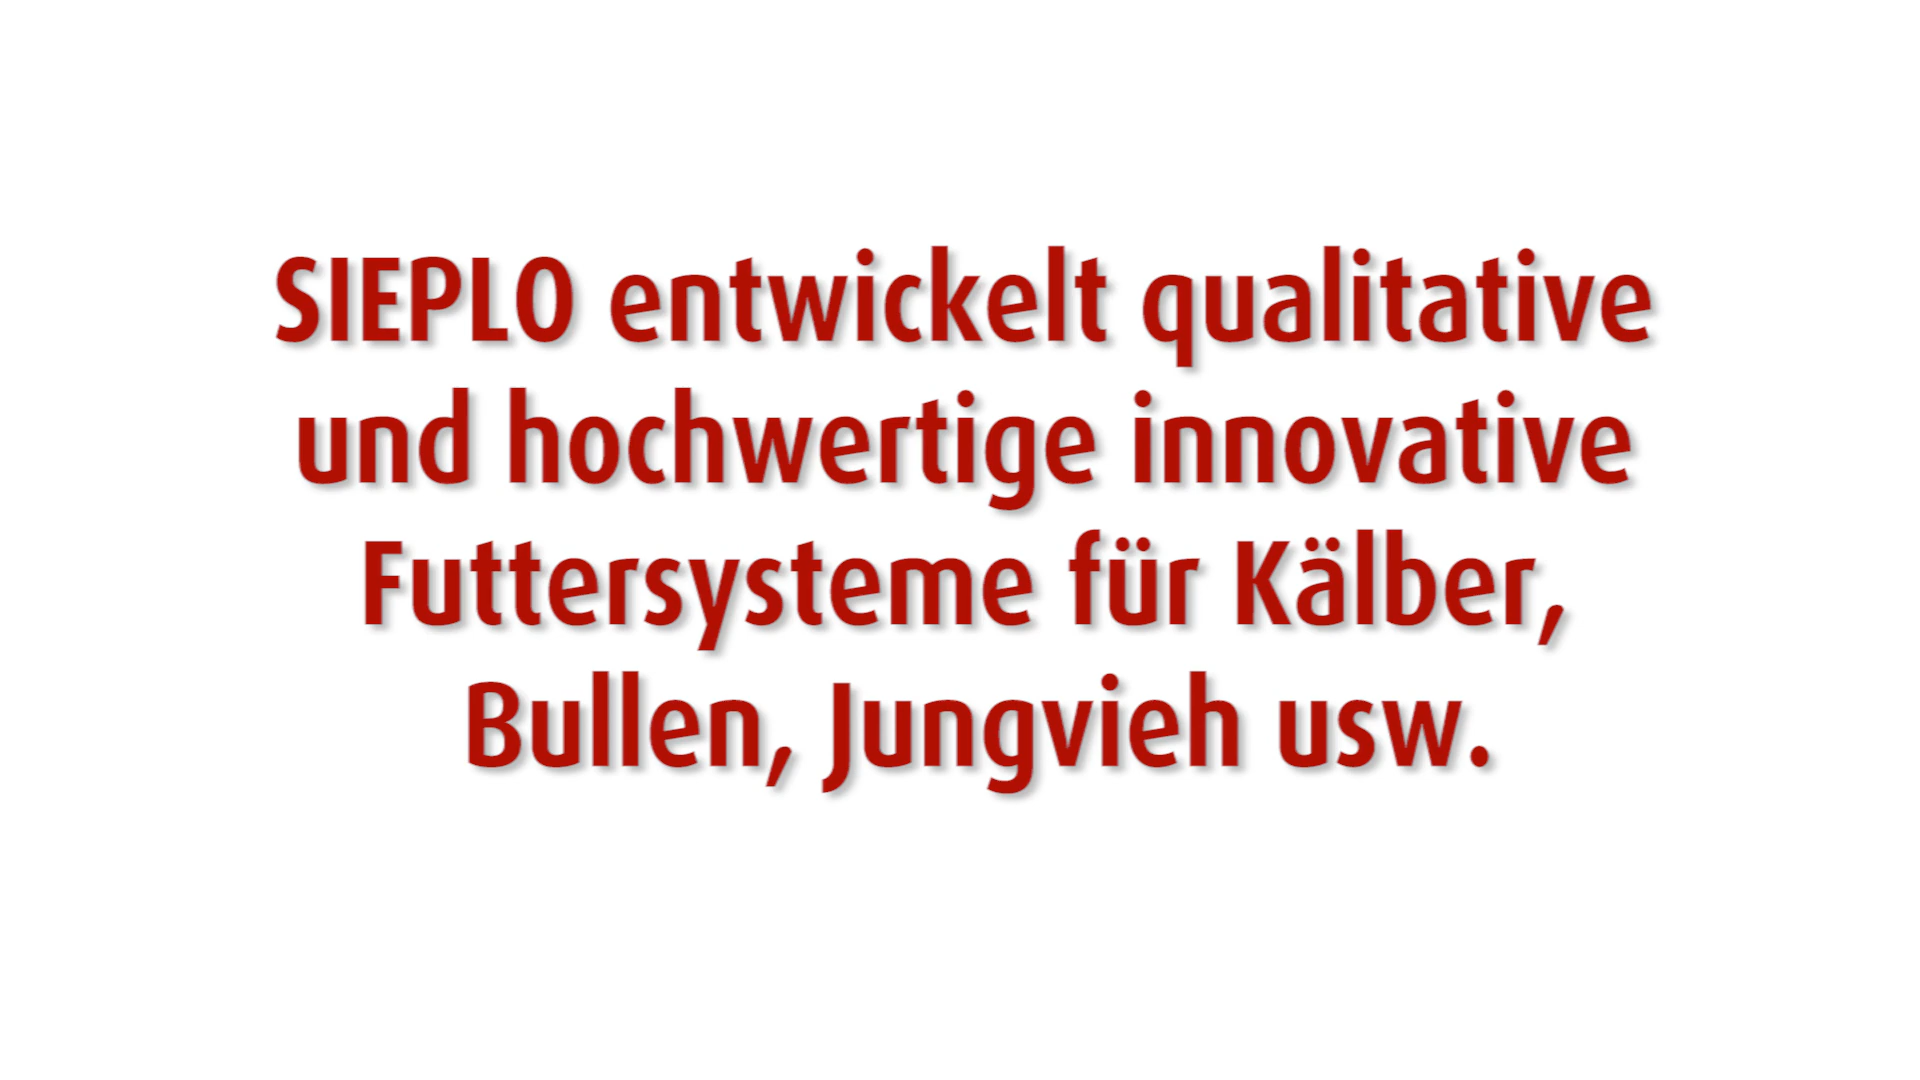 SIEPLO entwickelt qualitative
und hochwertige innovative
Futtersysteme für Kälber,
Bullen, Jungvieh usw.